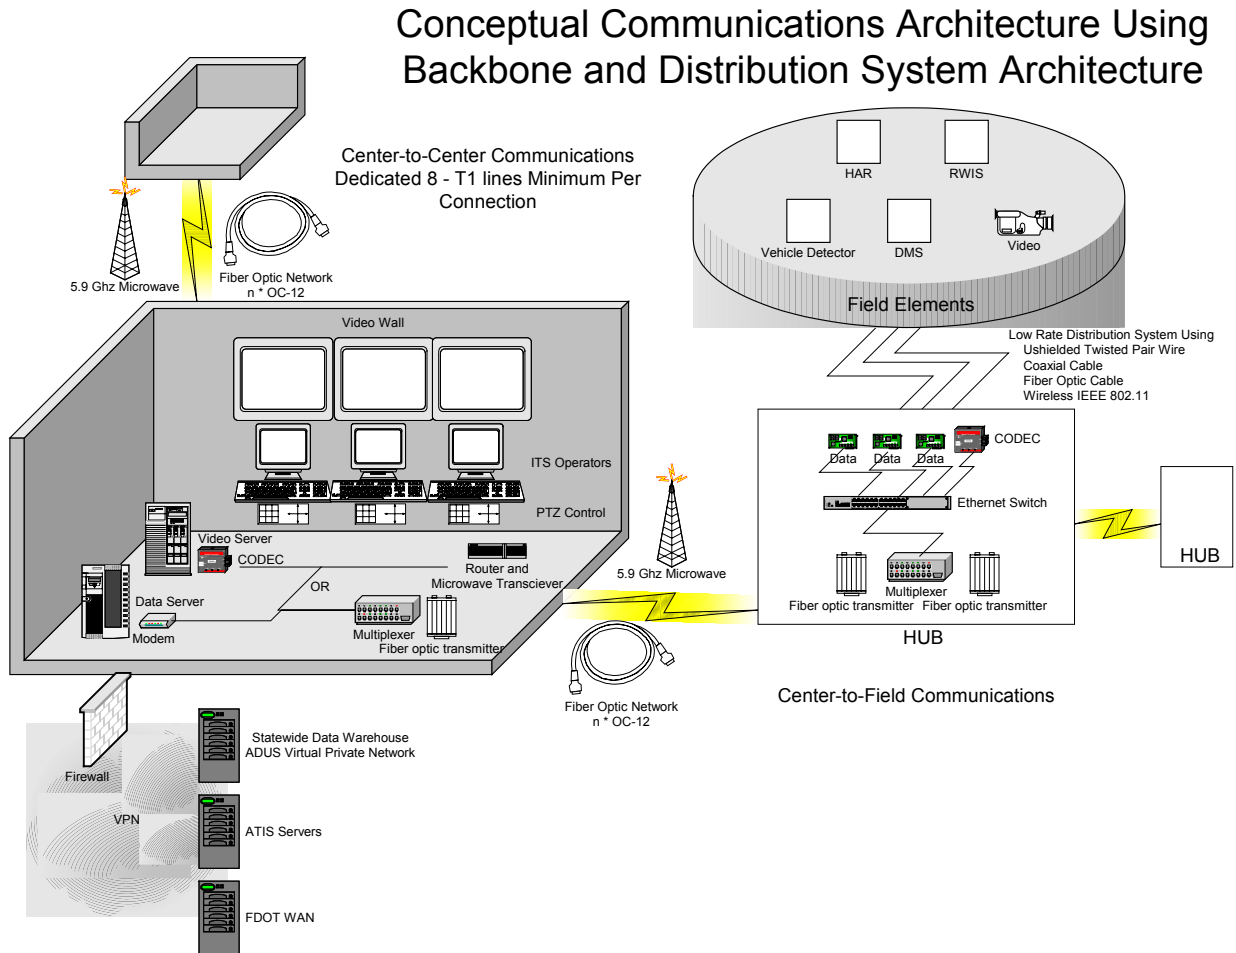 Conceptual Communications Architecture Using
Backbone and Distribution System Architecture
Center-to-Center Communications
Dedicated 8 - T1 lines Minimum Per
Connection
5.9 Ghz Microwave
Fiber Optic Network
n * OC-12
HAR
RWIS
Vehicle Detector
DMS
Video
Field Elements
Low Rate Distribution System Using
Ushielded Twisted Pair Wire
Coaxial Cable
Fiber Optic Cable
Wireless IEEE 802.11
Video Wall
ITS Operators
PTZ Control
Video Server
CODEC
Router and
Microwave Transciever
OR
Data Server
Modem
Multiplexer
Fiber optic transmitter
5.9 Ghz Microwave
Fiber Optic Network
n * OC-12
Data
Data
Data
CODEC
Ethernet Switch
Multiplexer
Fiber optic transmitter
Fiber optic transmitter
HUB
HUB
Center-to-Field Communications
Firewall
VPN
Statewide Data Warehouse
ADUS Virtual Private Network
ATIS Servers
FDOT WAN